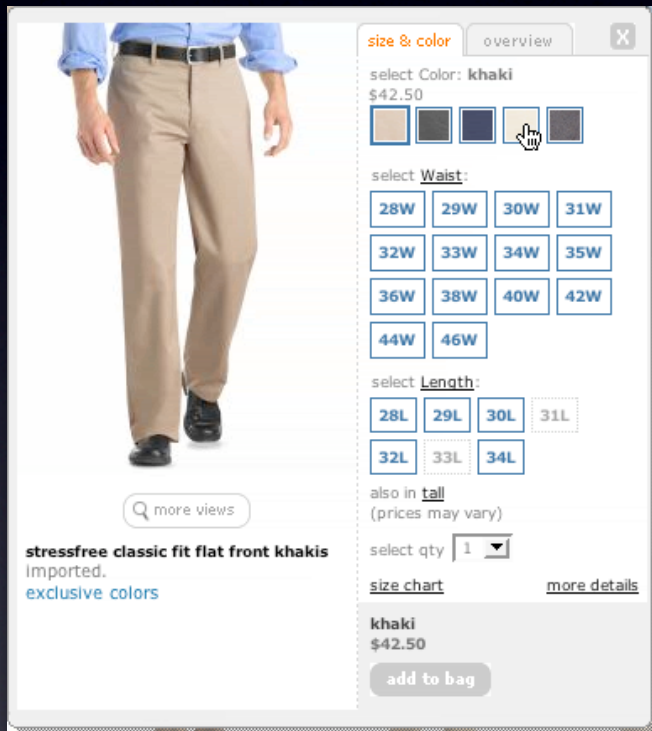 size & color
overview
X
select Color: khaki
$42.50
select Waist:
28W 29W 30W 31W
32W 33W 34W 35W
36W 38W 40W 42W
44W 46W
select Length:
28L 29L 30L 31L
32L 33L 34L
also in tall
(prices may vary)
select qty 1
size chart more details
khaki
$42.50
add to bag
more views
stressfree classic fit flat front khakis
imported.
exclusive colors